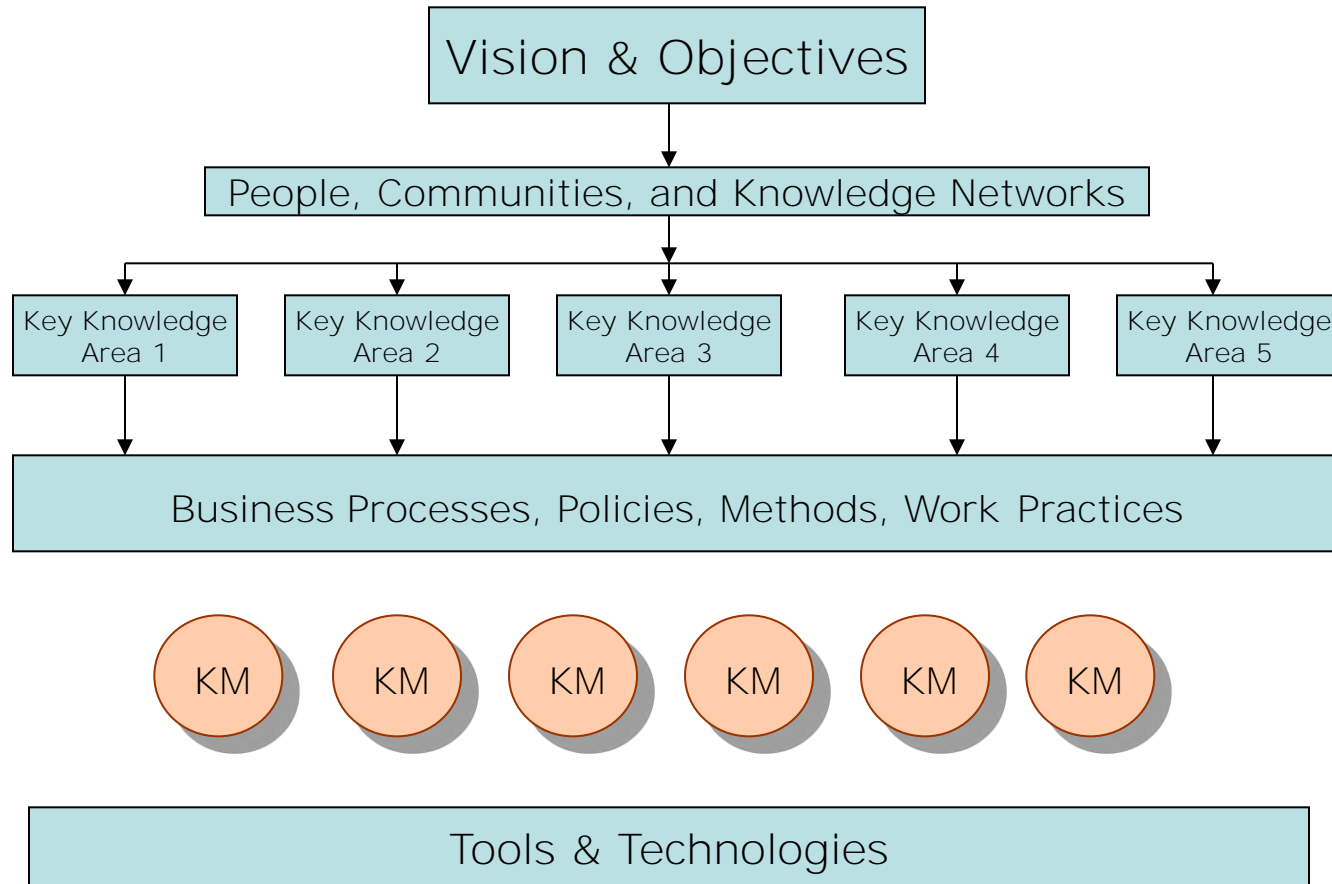 Vision & Objectives
People, Communities, and Knowledge Networks
Key Knowledge
Area 1
Key Knowledge
Area 2
Key Knowledge
Area 3
Key Knowledge
Area 4
Key Knowledge
Area 5
Business Processes, Policies, Methods, Work Practices
KM
KM
KM
KM
KM
KM
Tools & Technologies